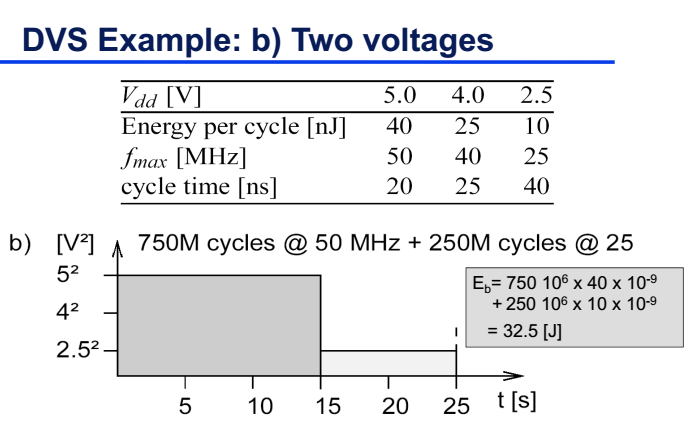 DVS Example: b) Two voltages
V_dd [V] 5.0 4.0 2.5
Energy per cycle [nJ] 40 25 10
f_max [MHz] 50 40 25
cycle time [ns] 20 25 40
b) [V²] 750M cycles @ 50 MHz + 250M cycles @ 25
5²
4²
2.5²
E_b= 750 10⁶ x 40 x 10⁻⁹
+ 250 10⁶ x 10 x 10⁻⁹
= 32.5 [J]
5 10 15 20 25 t [s]